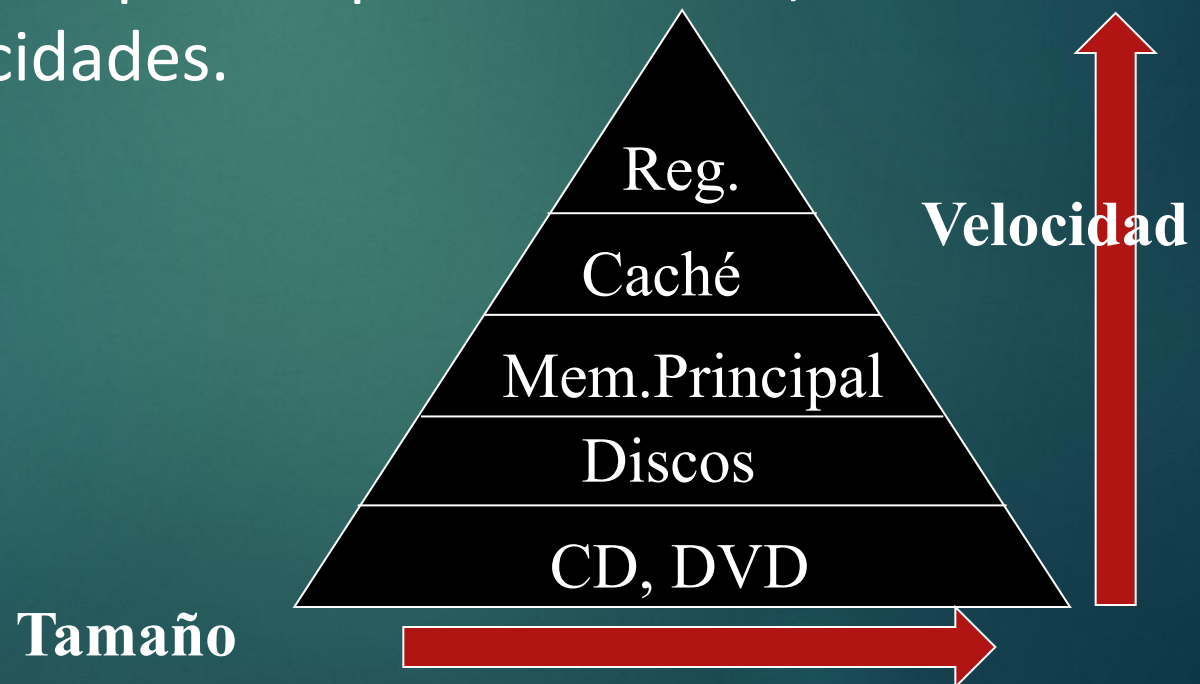 cidades.
Reg.
Velocidad
Caché
Mem.Principal
Discos
CD, DVD
Tamaño